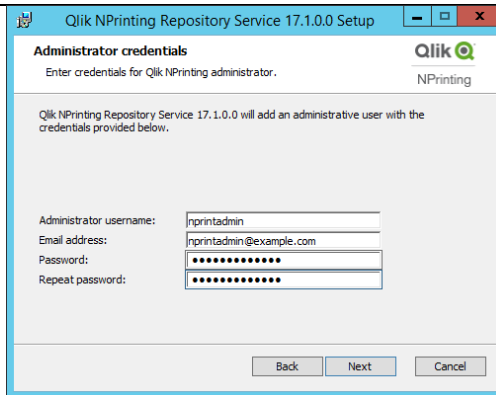 Qlik NPrinting Repository Service 17.1.0.0 Setup
Administrator credentials
Enter credentials for Qlik NPrinting administrator.
Qlik
NPrinting
Qlik NPrinting Repository Service 17.1.0.0 will add an administrative user with the
credentials provided below.
Administrator username: nprintadmin
Email address: nprintadmin@example.com
Password: •••••••••••••
Repeat password: •••••••••••••
Back Next Cancel